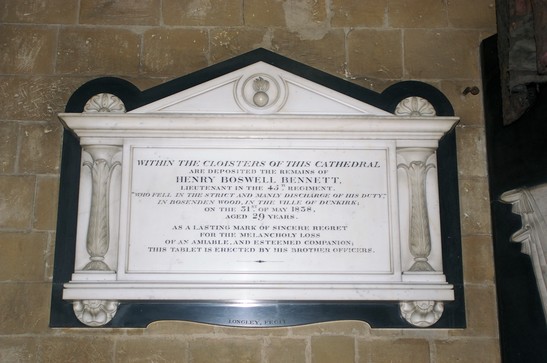 WITHIN THE CLOISTERS OF THIS CATHEDRAL
ARE DEPOSITED THE REMAINS OF
HENRY BOSWELL BENNETT,
LIEUTENANT IN THE 45TH REGIMENT.
"WHO FELL IN THE STRICT AND MANLY DISCHARGE OF HIS DUTY,"
IN BOSENDEN WOOD, IN THE VILLE OF DUNKIRK;
ON THE 31ST OF MAY 1838.
AGED 29 YEARS.
AS A LASTING MARK OF SINCERE REGRET
FOR THE MELANCHOLY LOSS
OF AN AMIABLE, AND ESTEEMED COMPANION;
THIS TABLET IS ERECTED BY HIS BROTHER OFFICERS.
LONGLEY, FECIT.